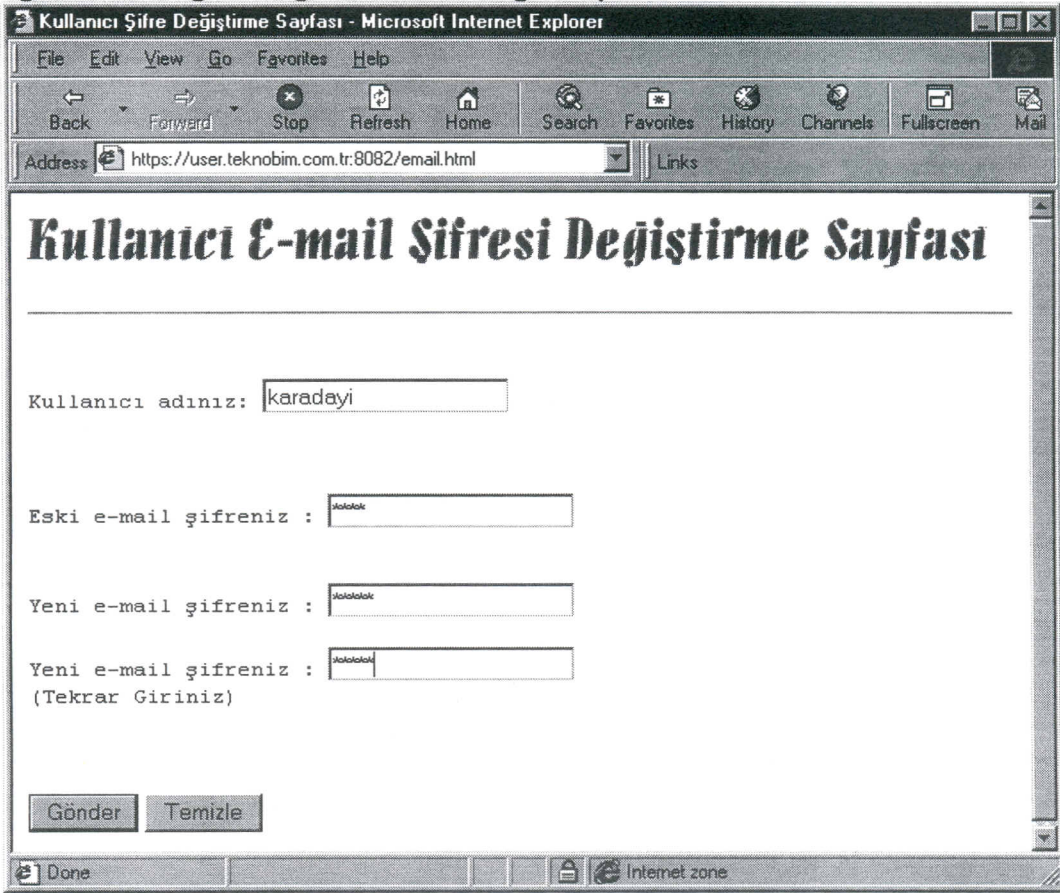 Kullanıcı Şifre Değiştirme Sayfası - Microsoft Internet Explorer
File Edit View Go Favorites Help
Back Forward Stop Refresh Home Search Favorites History Channels Fullscreen Mail
Address https://user.teknobim.com.tr:8082/email.html Links
Kullanıcı E-mail Şifresi Değiştirme Sayfası
Kullanıcı adınız: karadayi
Eski e-mail şifreniz : *****
Yeni e-mail şifreniz : ******
Yeni e-mail şifreniz : ******
(Tekrar Giriniz)
Gönder Temizle
Done Internet zone